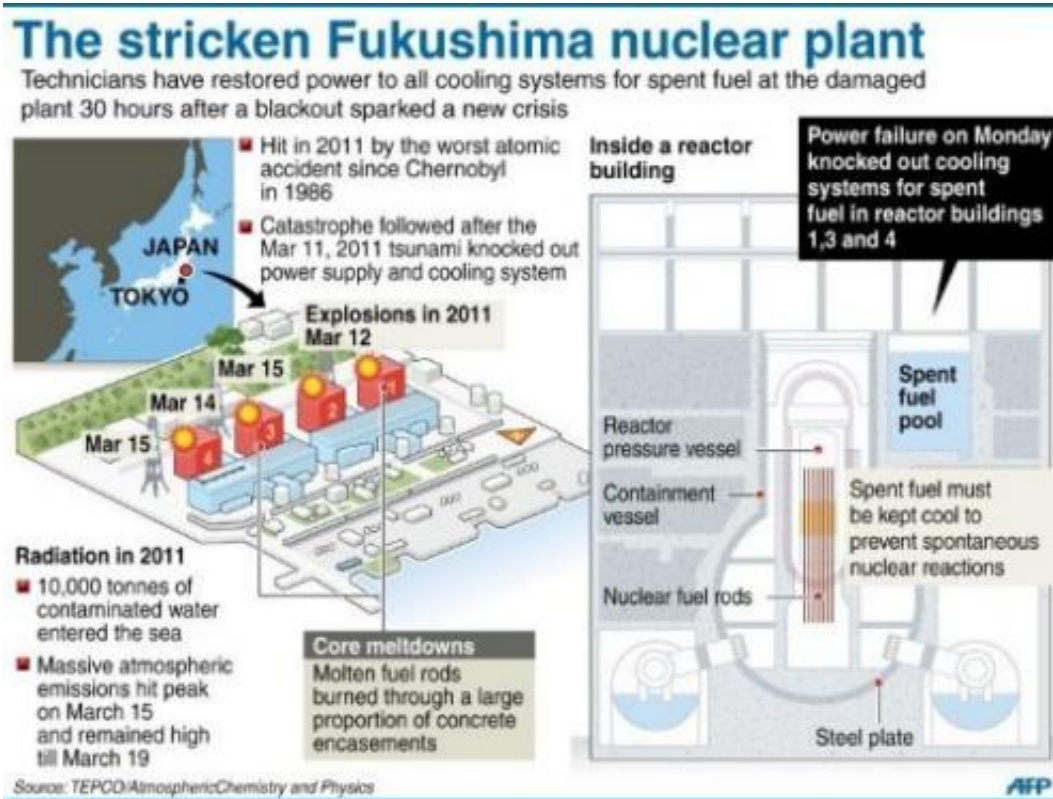 The stricken Fukushima nuclear plant
Technicians have restored power to all cooling systems for spent fuel at the damaged
plant 30 hours after a blackout sparked a new crisis
Hit in 2011 by the worst atomic
accident since Chernobyl
in 1986
Catastrophe followed after the
Mar 11, 2011 tsunami knocked out
power supply and cooling system
JAPAN
TOKYO
Explosions in 2011
Mar 12
Mar 15
Mar 14
Mar 15
1
2
3
4
Radiation in 2011
10,000 tonnes of
contaminated water
entered the sea
Massive atmospheric
emissions hit peak
on March 15
and remained high
till March 19
Core meltdowns
Molten fuel rods
burned through a large
proportion of concrete
encasements
Inside a reactor
building
Power failure on Monday
knocked out cooling
systems for spent
fuel in reactor buildings
1,3 and 4
Spent
fuel
pool
Reactor
pressure vessel
Containment
vessel
Spent fuel must
be kept cool to
prevent spontaneous
nuclear reactions
Nuclear fuel rods
Steel plate
Source: TEPCO/AtmosphericChemistry and Physics
AFP